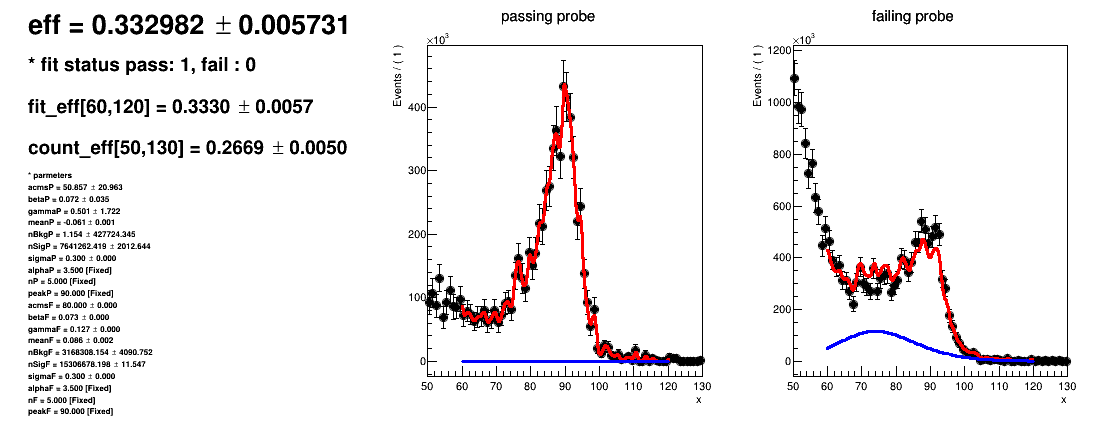 eff = 0.332982 ± 0.005731
* fit status pass: 1, fail : 0
fit_eff[60,120] = 0.3330 ± 0.0057
count_eff[50,130] = 0.2669 ± 0.0050
* parmeters
acmsP = 50.857 ± 20.963
betaP = 0.072 ± 0.035
gammaP = 0.501 ± 1.722
meanP = -0.061 ± 0.001
nBkgP = 1.154 ± 427724.345
nSigP = 7641262.419 ± 2012.644
sigmaP = 0.300 ± 0.000
alphaP = 3.500 [Fixed]
nP = 5.000 [Fixed]
peakP = 90.000 [Fixed]
acmsF = 80.000 ± 0.000
betaF = 0.073 ± 0.000
gammaF = 0.127 ± 0.000
meanF = 0.086 ± 0.002
nBkgF = 3168308.154 ± 4090.752
nSigF = 15306678.198 ± 11.547
sigmaF = 0.300 ± 0.000
alphaF = 3.500 [Fixed]
nF = 5.000 [Fixed]
peakF = 90.000 [Fixed]
passing probe
×10³
Events / ( 1 )
400
300
200
100
0
50 60 70 80 90 100 110 120 130
x
failing probe
×10³
Events / ( 1 )
1200
1000
800
600
400
200
0
50 60 70 80 90 100 110 120 130
x